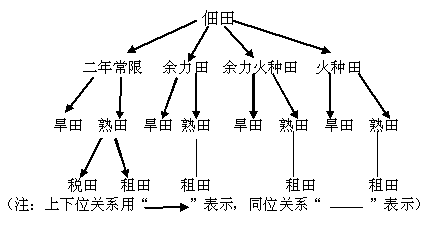 佃田
二年常限 余力田 余力火种田 火种田
旱田 熟田 旱田 熟田 旱田 熟田 旱田 熟田
税田 租田 租田 租田 租田
（注：上下位关系用“ ”表示，同位关系“ ”表示）